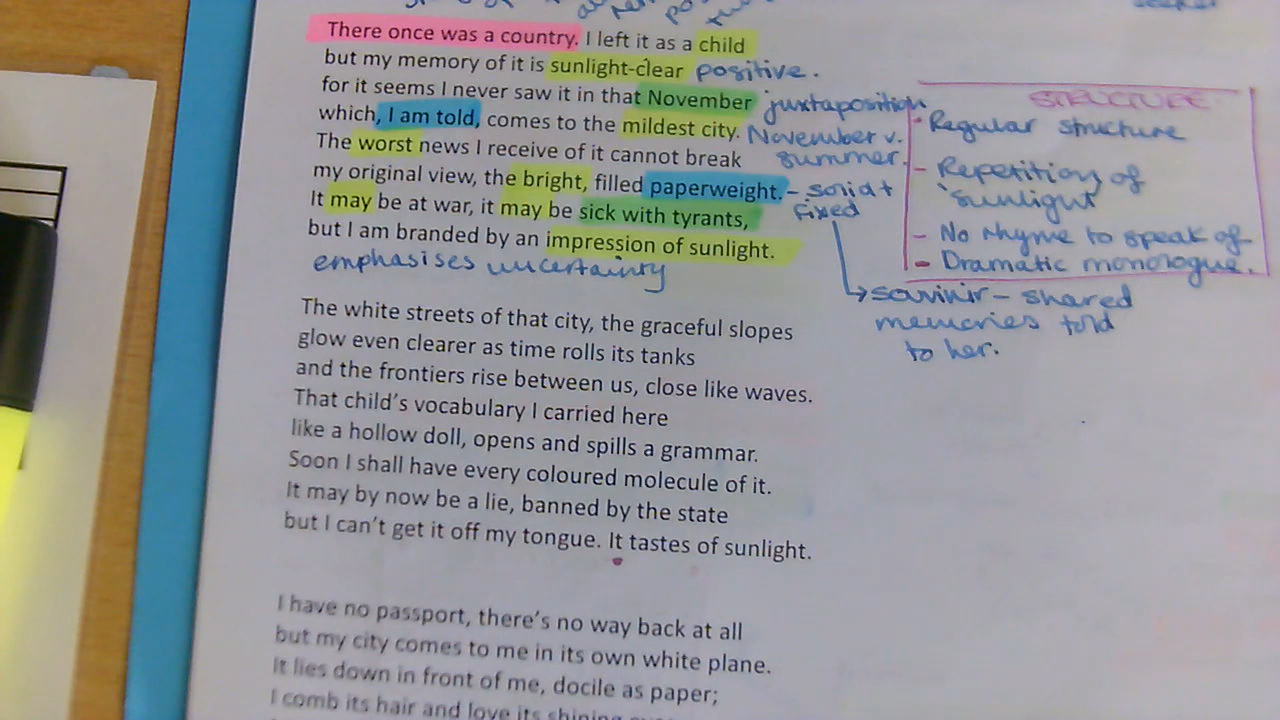 There once was a country. I left it as a child
but my memory of it is sunlight-clear positive.
for it seems I never saw it in that November juxtaposition
which, I am told, comes to the mildest city. November v.
summer.
The worst news I receive of it cannot break
my original view, the bright, filled paperweight. – solid +
fixed
It may be at war, it may be sick with tyrants,
but I am branded by an impression of sunlight.
emphasises uncertainty
STRUCTURE
- Regular structure
- Repetition of
'sunlight'
- No rhyme to speak of
- Dramatic monologue.
→ souvinir – shared
memories told
to her.
The white streets of that city, the graceful slopes
glow even clearer as time rolls its tanks
and the frontiers rise between us, close like waves.
That child's vocabulary I carried here
like a hollow doll, opens and spills a grammar.
Soon I shall have every coloured molecule of it.
It may by now be a lie, banned by the state
but I can't get it off my tongue. It tastes of sunlight.
I have no passport, there's no way back at all
but my city comes to me in its own white plane.
It lies down in front of me, docile as paper;
I comb its hair and love its shining